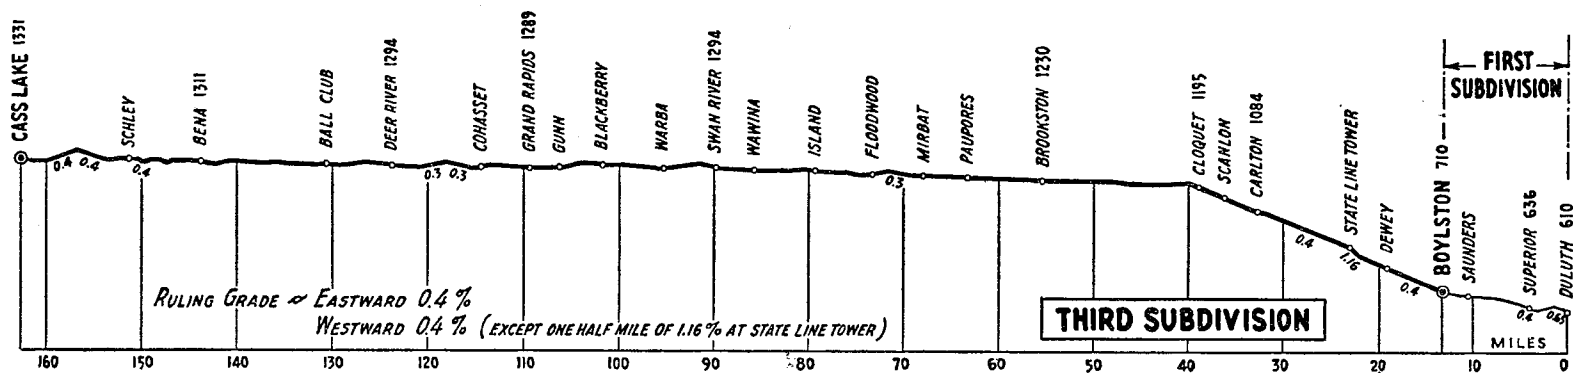 CASS LAKE 1331
SCHLEY
BENA 1311
BALL CLUB
DEER RIVER 1294
COHASSET
GRAND RAPIDS 1289
GUNN
BLACKBERRY
WARBA
SWAN RIVER 1294
WAWINA
ISLAND
FLOODWOOD
MIRBAT
PAUPORES
BROOKSTON 1230
CLOQUET 1195
SCANLON
CARLTON 1084
STATE LINE TOWER
DEWEY
BOYLSTON 710
SAUNDERS
SUPERIOR 636
DULUTH 610
FIRST
SUBDIVISION
0.4 0.4
0.4
0.3 0.3
0.3
0.4
1.16
0.4
0.4
0.65
RULING GRADE ~ EASTWARD 0.4%
WESTWARD 0.4% (EXCEPT ONE HALF MILE OF 1.16% AT STATE LINE TOWER)
THIRD SUBDIVISION
MILES
160 150 140 130 120 110 100 90 80 70 60 50 40 30 20 10 0